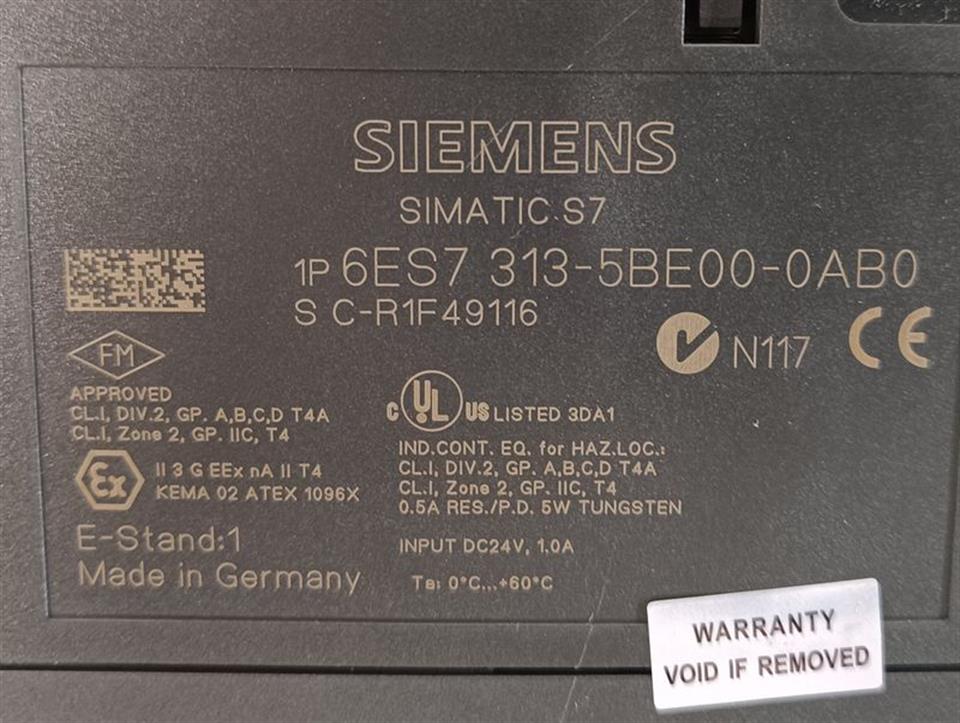 SIEMENS
SIMATIC S7
1P 6ES7 313-5BE00-0AB0
S C-R1F49116
N117 CE
FM
APPROVED
CL.I, DIV.2, GP. A,B,C,D T4A
CL.I, Zone 2, GP. IIC, T4
Ex II 3 G EEx nA II T4
KEMA 02 ATEX 1096X
E-Stand:1
Made in Germany
C UL US LISTED 3DA1
IND.CONT. EQ. for HAZ.LOC.:
CL.I, DIV.2, GP. A,B,C,D T4A
CL.I, Zone 2, GP. IIC, T4
0.5A RES./P.D. 5W TUNGSTEN
INPUT DC24V, 1.0A
Ta: 0°C...+60°C
WARRANTY
VOID IF REMOVED